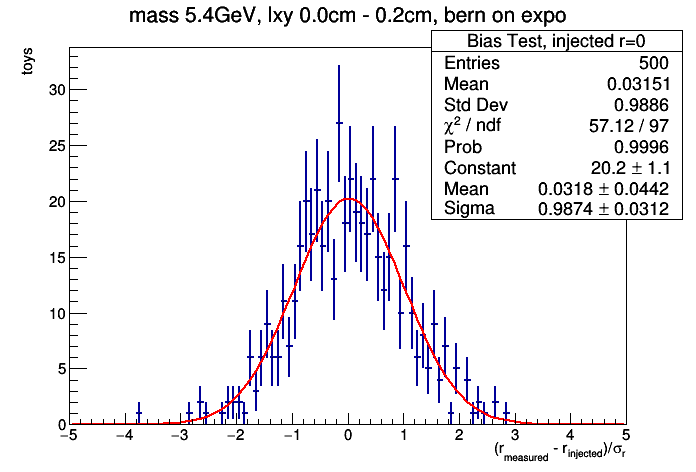 mass 5.4GeV, lxy 0.0cm - 0.2cm, bern on expo
toys
Bias Test, injected r=0
Entries 500
Mean 0.03151
Std Dev 0.9886
χ² / ndf 57.12 / 97
Prob 0.9996
Constant 20.2 ± 1.1
Mean 0.0318 ± 0.0442
Sigma 0.9874 ± 0.0312
30
25
20
15
10
5
0
−5 −4 −3 −2 −1 0 1 2 3 4 5
(r_measured - r_injected)/σ_r